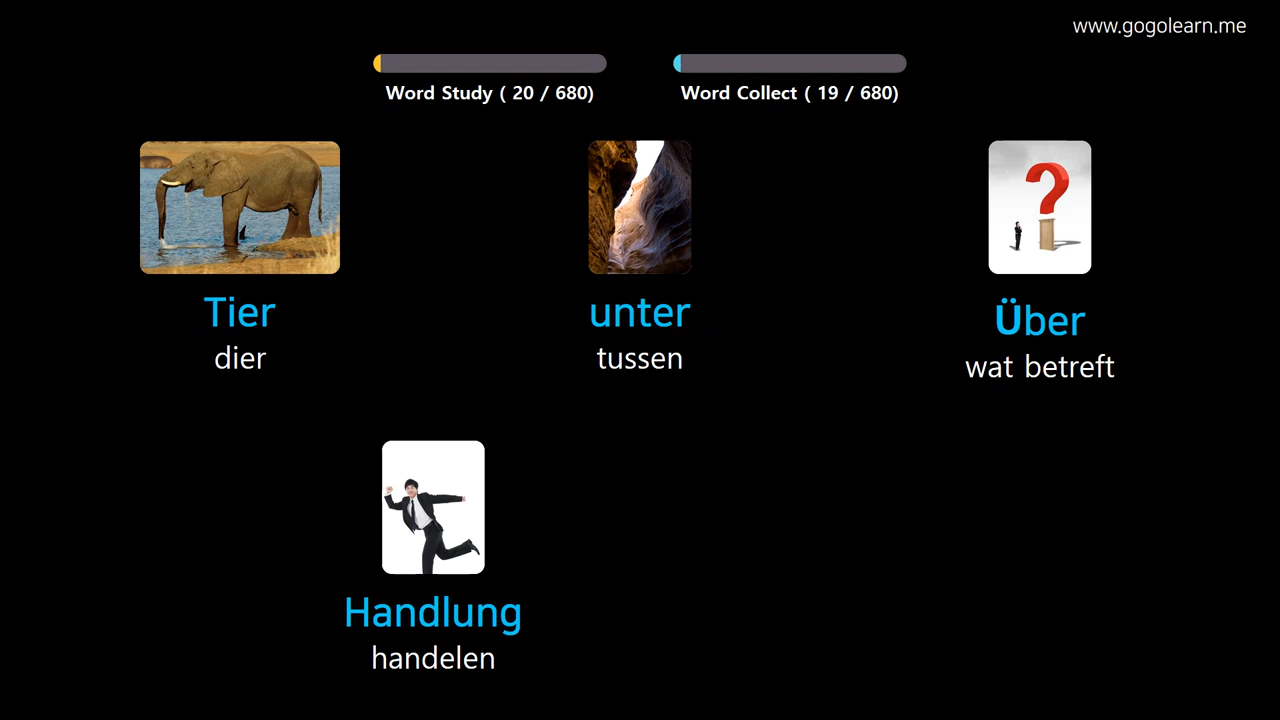 www.gogolearn.me
Word Study ( 20 / 680)
Word Collect ( 19 / 680)
Tier
dier
unter
tussen
Über
wat betreft
Handlung
handelen